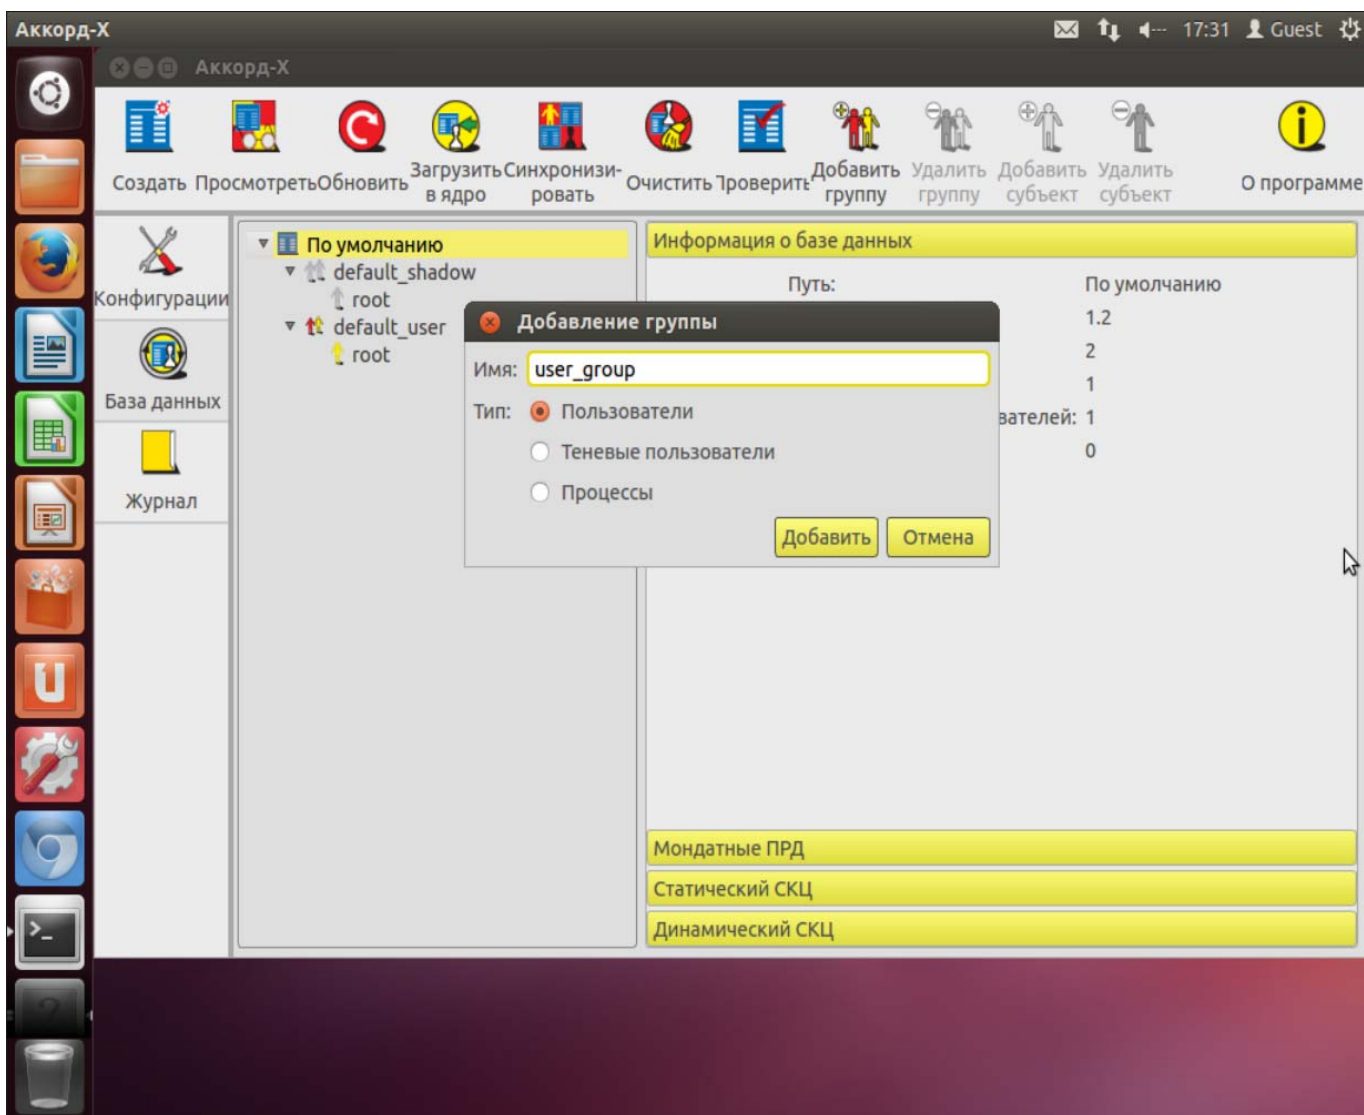 Аккорд-X
17:31 Guest
Аккорд-X
Создать Просмотреть Обновить Загрузить в ядро Синхронизи-ровать Очистить Проверить Добавить группу Удалить группу Добавить субъект Удалить субъект О программе
Конфигурации
База данных
Журнал
По умолчанию
default_shadow
root
default_user
root
Информация о базе данных
Путь: По умолчанию
1.2
2
1
вателей: 1
0
Добавление группы
Имя: user_group
Тип: Пользователи
Теневые пользователи
Процессы
Добавить Отмена
Мондатные ПРД
Статический СКЦ
Динамический СКЦ